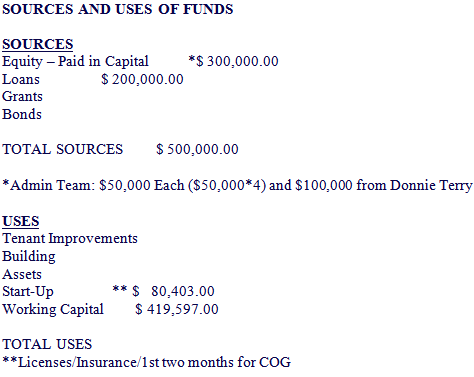 SOURCES AND USES OF FUNDS
SOURCES
Equity – Paid in Capital *$ 300,000.00
Loans $ 200,000.00
Grants
Bonds
TOTAL SOURCES $ 500,000.00
*Admin Team: $50,000 Each ($50,000*4) and $100,000 from Donnie Terry
USES
Tenant Improvements
Building
Assets
Start-Up ** $ 80,403.00
Working Capital $ 419,597.00
TOTAL USES
**Licenses/Insurance/1st two months for COG